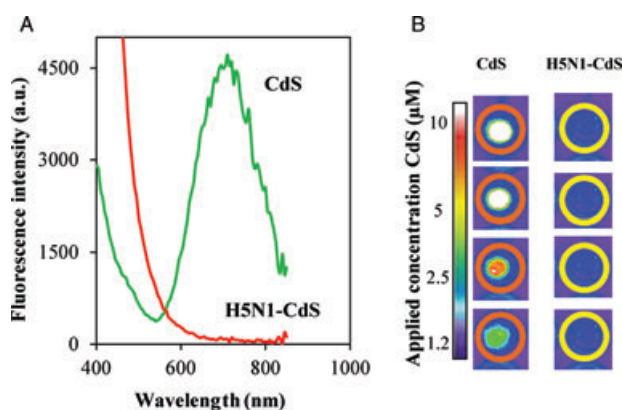 A
Fluorescence intensity (a.u.)
4500
3000
1500
0
CdS
H5N1-CdS
400
600
800
1000
Wavelength (nm)
B
CdS
H5N1-CdS
Applied concentration CdS (µM)
10
5
2.5
1.2